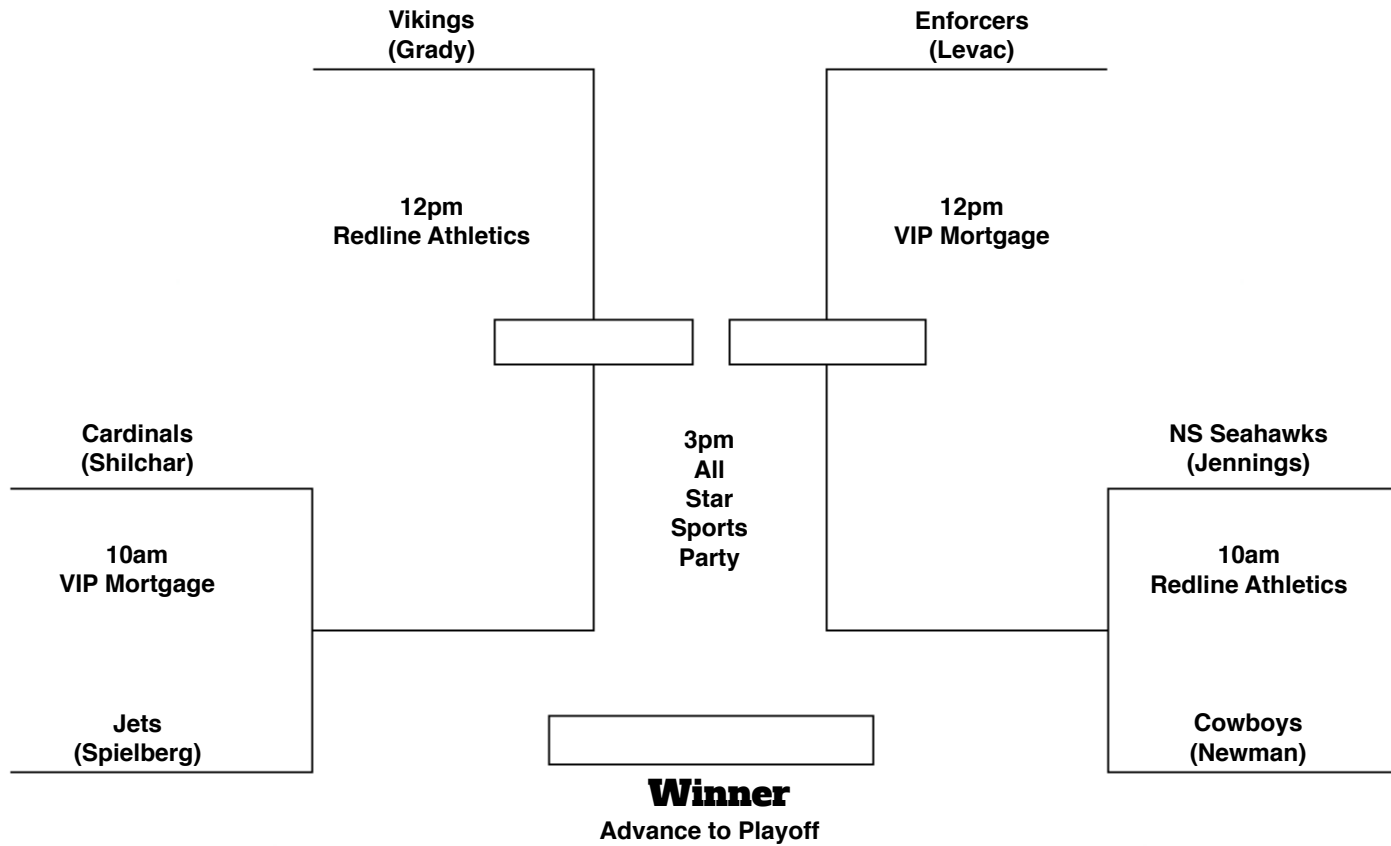 Vikings
(Grady)
Enforcers
(Levac)
12pm
Redline Athletics
12pm
VIP Mortgage
Cardinals
(Shilchar)
3pm
All
Star
Sports
Party
NS Seahawks
(Jennings)
10am
VIP Mortgage
10am
Redline Athletics
Jets
(Spielberg)
Cowboys
(Newman)
Winner
Advance to Playoff